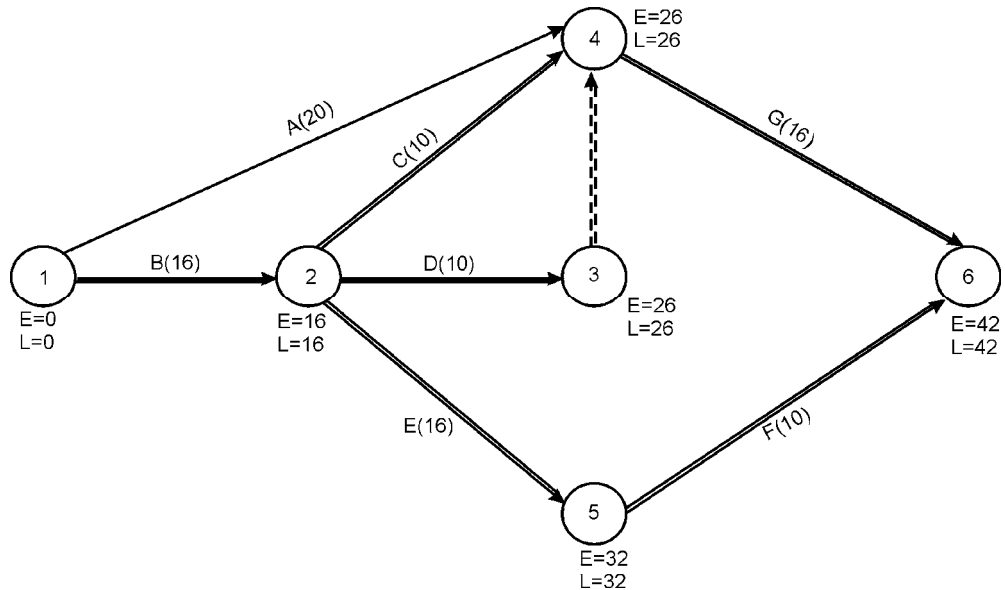 4
E=26
L=26
A(20)
C(10)
G(16)
1
B(16)
2
D(10)
3
6
E=0
L=0
E=16
L=16
E=26
L=26
E=42
L=42
E(16)
F(10)
5
E=32
L=32